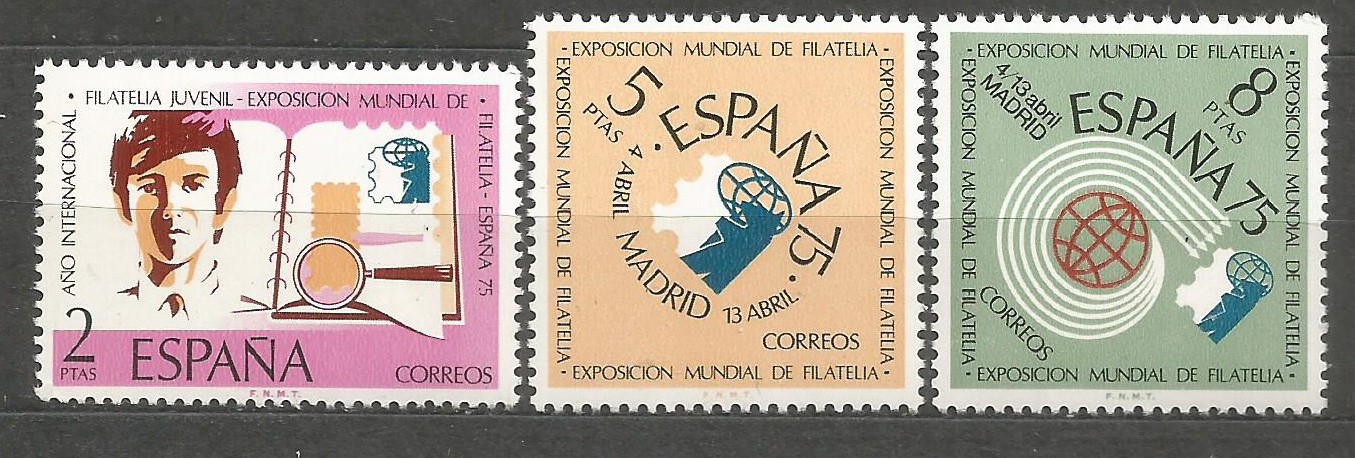 AÑO INTERNACIONAL
• FILATELIA JUVENIL - EXPOSICION MUNDIAL DE •
FILATELIA - ESPAÑA 75
2
PTAS
ESPAÑA
CORREOS
F.N.M.T.
- EXPOSICION MUNDIAL DE FILATELIA -
EXPOSICION MUNDIAL DE FILATELIA
EXPOSICION MUNDIAL DE FILATELIA
5
PTAS
• ESPAÑA 75 •
4 ABRIL MADRID 13 ABRIL
CORREOS
• EXPOSICION MUNDIAL DE FILATELIA •
F.N.M.T.
- EXPOSICION MUNDIAL DE FILATELIA -
EXPOSICION MUNDIAL DE FILATELIA
EXPOSICION MUNDIAL DE FILATELIA
4/13 abril
MADRID
8
PTAS
ESPAÑA 75
CORREOS
• EXPOSICION MUNDIAL DE FILATELIA •
F.N.M.T.